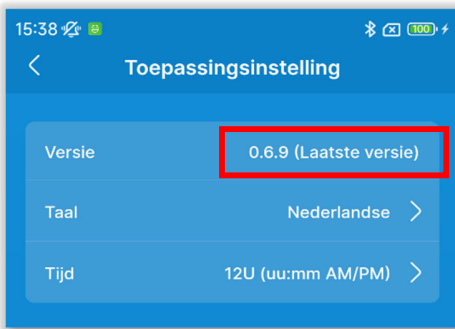 15:38 100
Toepassingsinstelling
Versie 0.6.9 (Laatste versie)
Taal Nederlandse
Tijd 12U (uu:mm AM/PM)